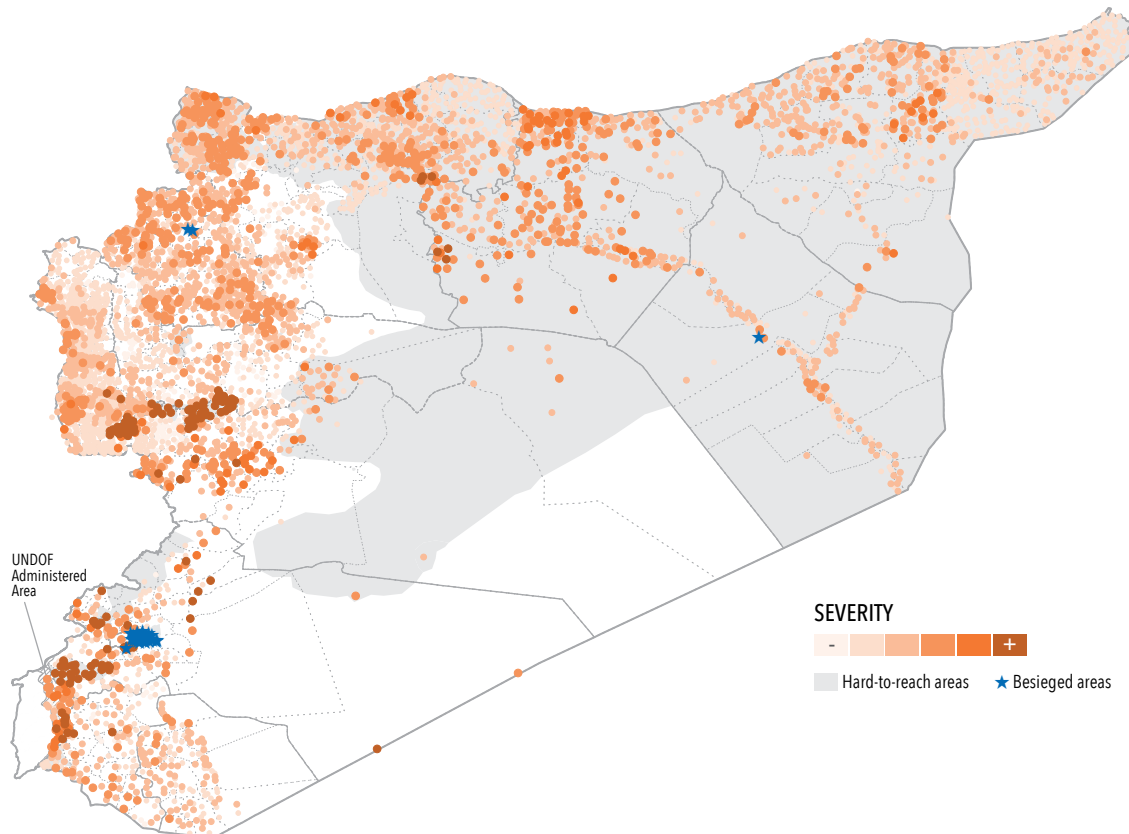 UNDOF
Administered
Area
SEVERITY
- +
Hard-to-reach areas ★ Besieged areas